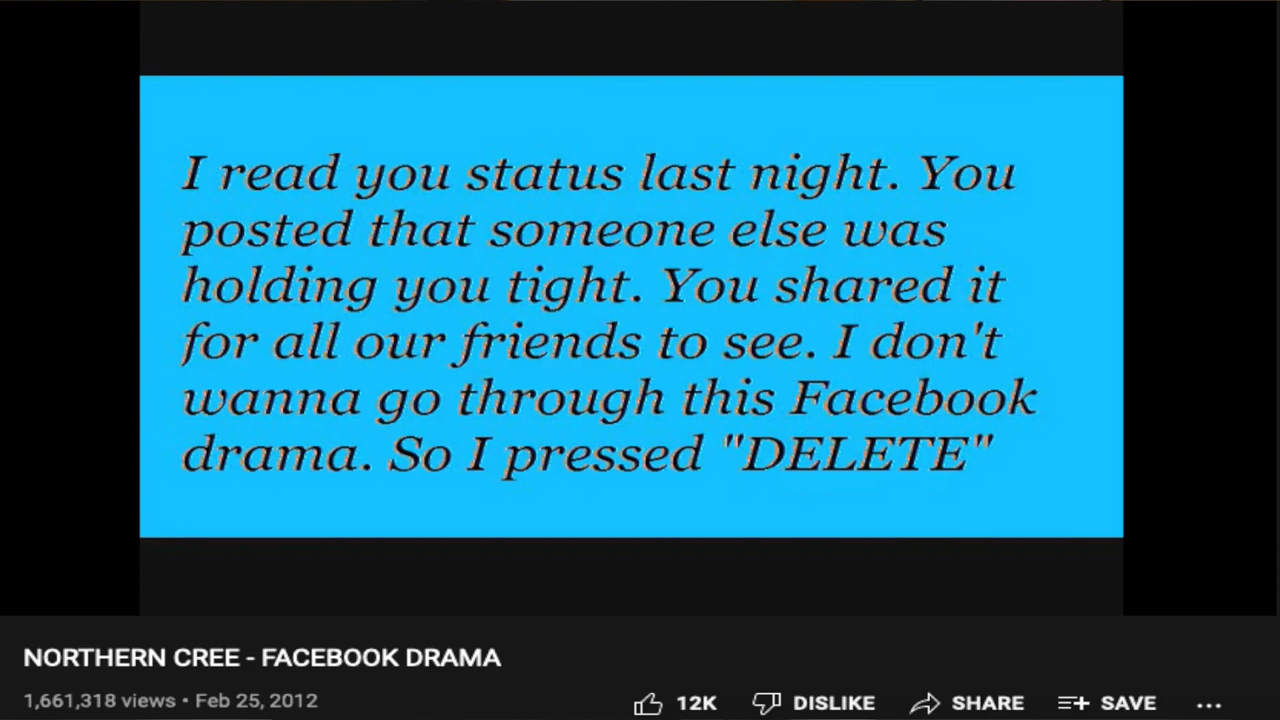 I read you status last night. You
posted that someone else was
holding you tight. You shared it
for all our friends to see. I don't
wanna go through this Facebook
drama. So I pressed "DELETE"
NORTHERN CREE - FACEBOOK DRAMA
1,661,318 views • Feb 25, 2012
12K DISLIKE SHARE SAVE ...